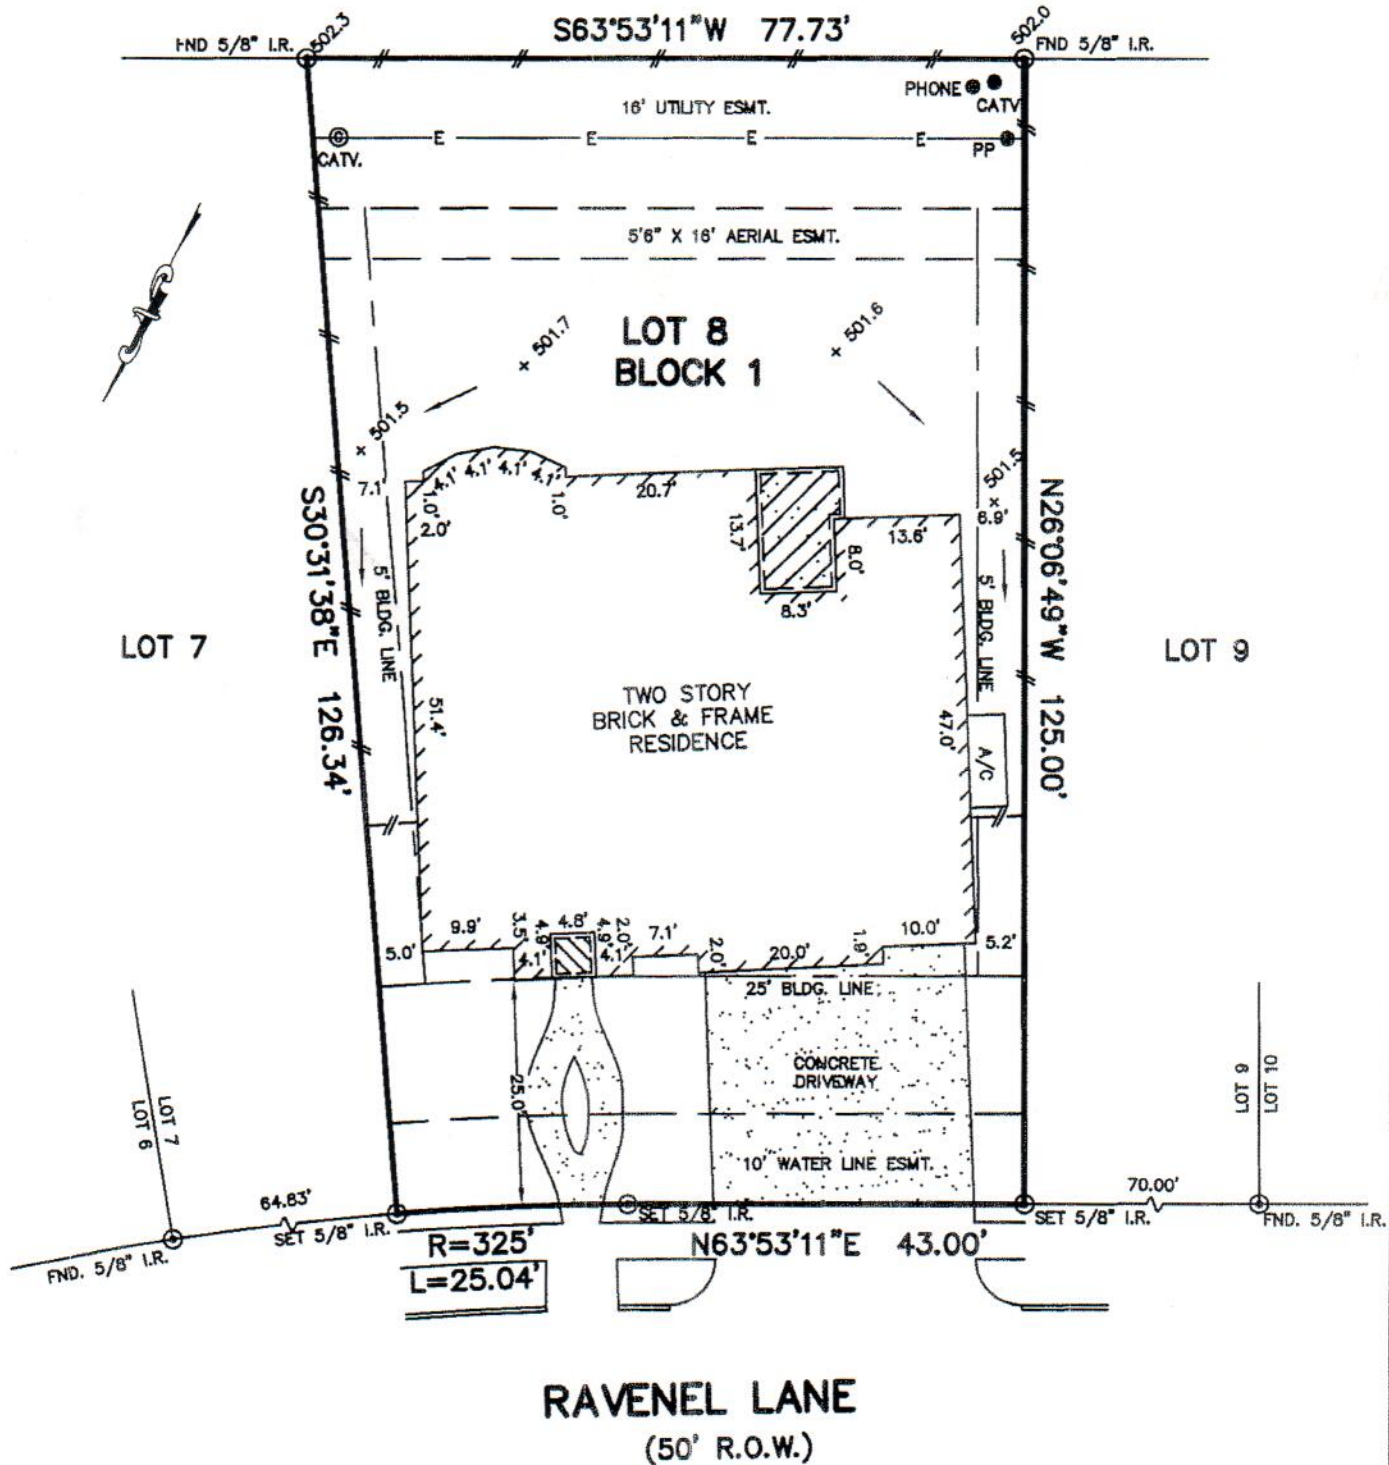 S63°53'11"W 77.73'
FND 5/8" I.R.
502.3
502.0
FND 5/8" I.R.
PHONE
CATV
16' UTILITY ESMT.
E E E E
CATV.
PP
5'6" X 16' AERIAL ESMT.
LOT 8
BLOCK 1
501.7
501.6
501.5
501.5
7.1'
1.0'
2.0'
4.1' 4.1' 4.1' 4.1'
1.0'
20.7'
13.7'
8.3'
8.0'
13.6'
6.9'
S30°31'38"E 126.34'
N26°06'49"W 125.00'
5' BLDG. LINE
5' BLDG. LINE
LOT 7
LOT 9
TWO STORY
BRICK & FRAME
RESIDENCE
51.4'
47.0'
A/C
9.9'
3.5'
4.1'
4.9'
4.8'
4.9'
4.1'
2.0'
7.1'
2.0'
20.0'
1.9'
10.0'
5.0'
5.2'
25' BLDG. LINE
25.0'
CONCRETE
DRIVEWAY
10' WATER LINE ESMT.
LOT 7
LOT 6
LOT 9
LOT 10
64.83'
70.00'
FND. 5/8" I.R.
SET 5/8" I.R.
SET 5/8" I.R.
SET 5/8" I.R.
FND. 5/8" I.R.
R=325'
L=25.04'
N63°53'11"E 43.00'
RAVENEL LANE
(50' R.O.W.)